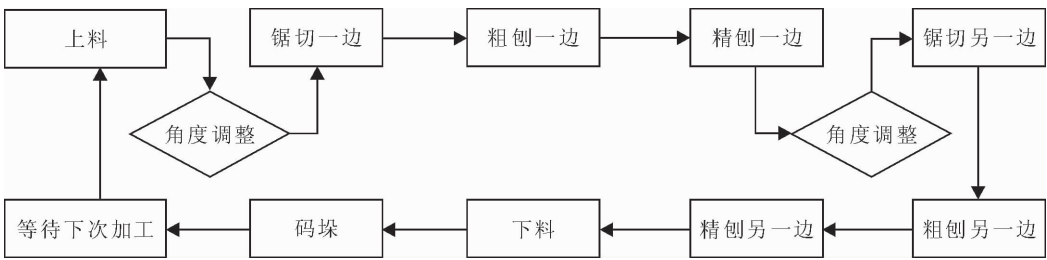 上料
锯切一边
粗刨一边
精刨一边
锯切另一边
角度调整
角度调整
等待下次加工
码垛
下料
精刨另一边
粗刨另一边